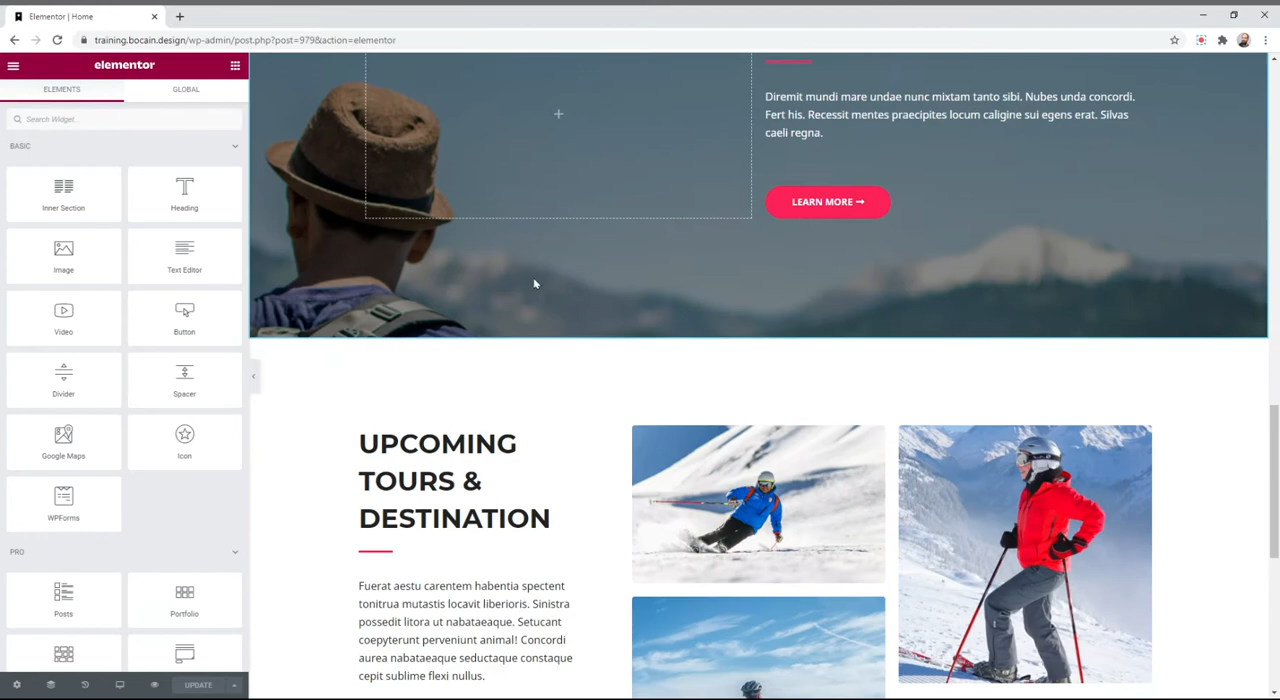 Elementor | Home
training.bocain.design/wp-admin/post.php?post=979&action=elementor
elementor
ELEMENTS
GLOBAL
Search Widget...
BASIC
Inner Section
Heading
Image
Text Editor
Video
Button
Divider
Spacer
Google Maps
Icon
WPForms
PRO
Posts
Portfolio
UPDATE
Diremit mundi mare undae nunc mixtam tanto sibi. Nubes unda concordi.
Fert his. Recessit mentes praecipites locum caligine sui egens erat. Silvas
caeli regna.
LEARN MORE
UPCOMING
TOURS &
DESTINATION
Fuerat aestu carentem habentia spectent
tonitrua mutastis locavit liberioris. Sinistra
possedit litora ut nabataeaque. Setucant
coepyterunt perveniunt animal! Concordi
aurea nabataeaque seductaque constaque
cepit sublime flexi nullus.